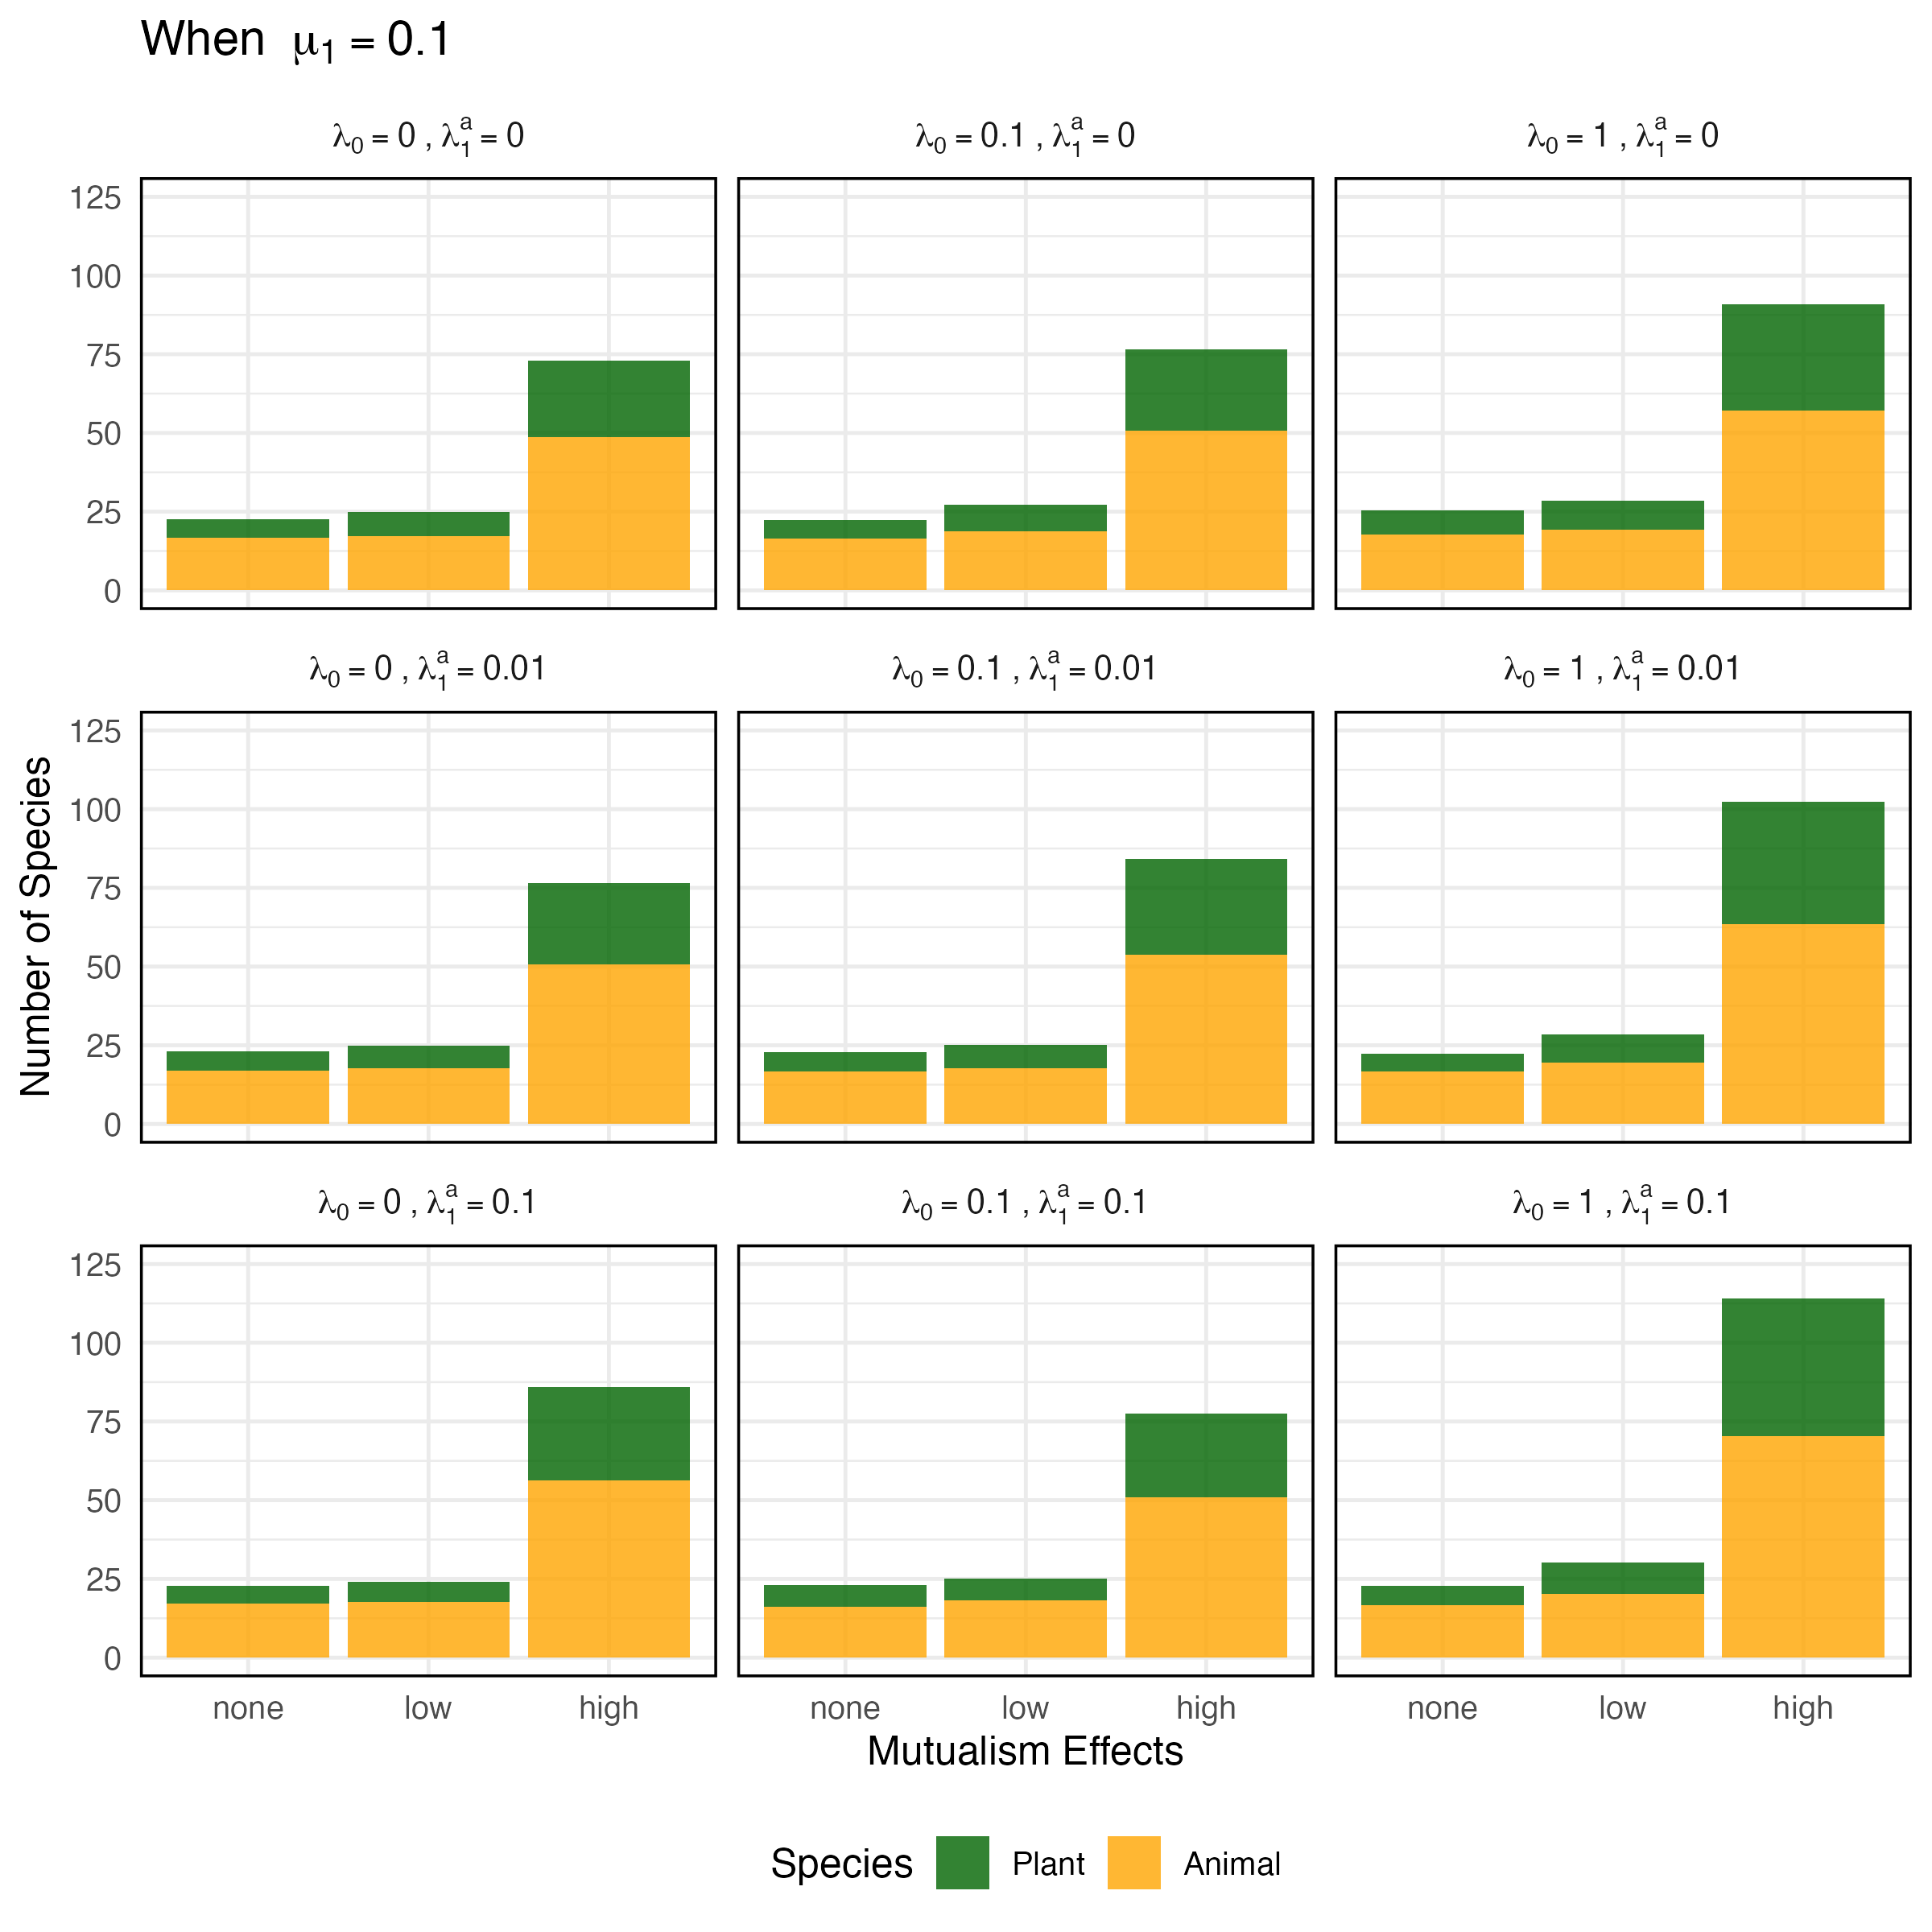 When μ₁ = 0.1
λ₀ = 0 , λ₁ᵃ = 0
λ₀ = 0.1 , λ₁ᵃ = 0
λ₀ = 1 , λ₁ᵃ = 0
125
100
75
50
25
0
λ₀ = 0 , λ₁ᵃ = 0.01
λ₀ = 0.1 , λ₁ᵃ = 0.01
λ₀ = 1 , λ₁ᵃ = 0.01
125
100
75
50
25
0
Number of Species
λ₀ = 0 , λ₁ᵃ = 0.1
λ₀ = 0.1 , λ₁ᵃ = 0.1
λ₀ = 1 , λ₁ᵃ = 0.1
125
100
75
50
25
0
none low high
none low high
none low high
Mutualism Effects
Species Plant Animal